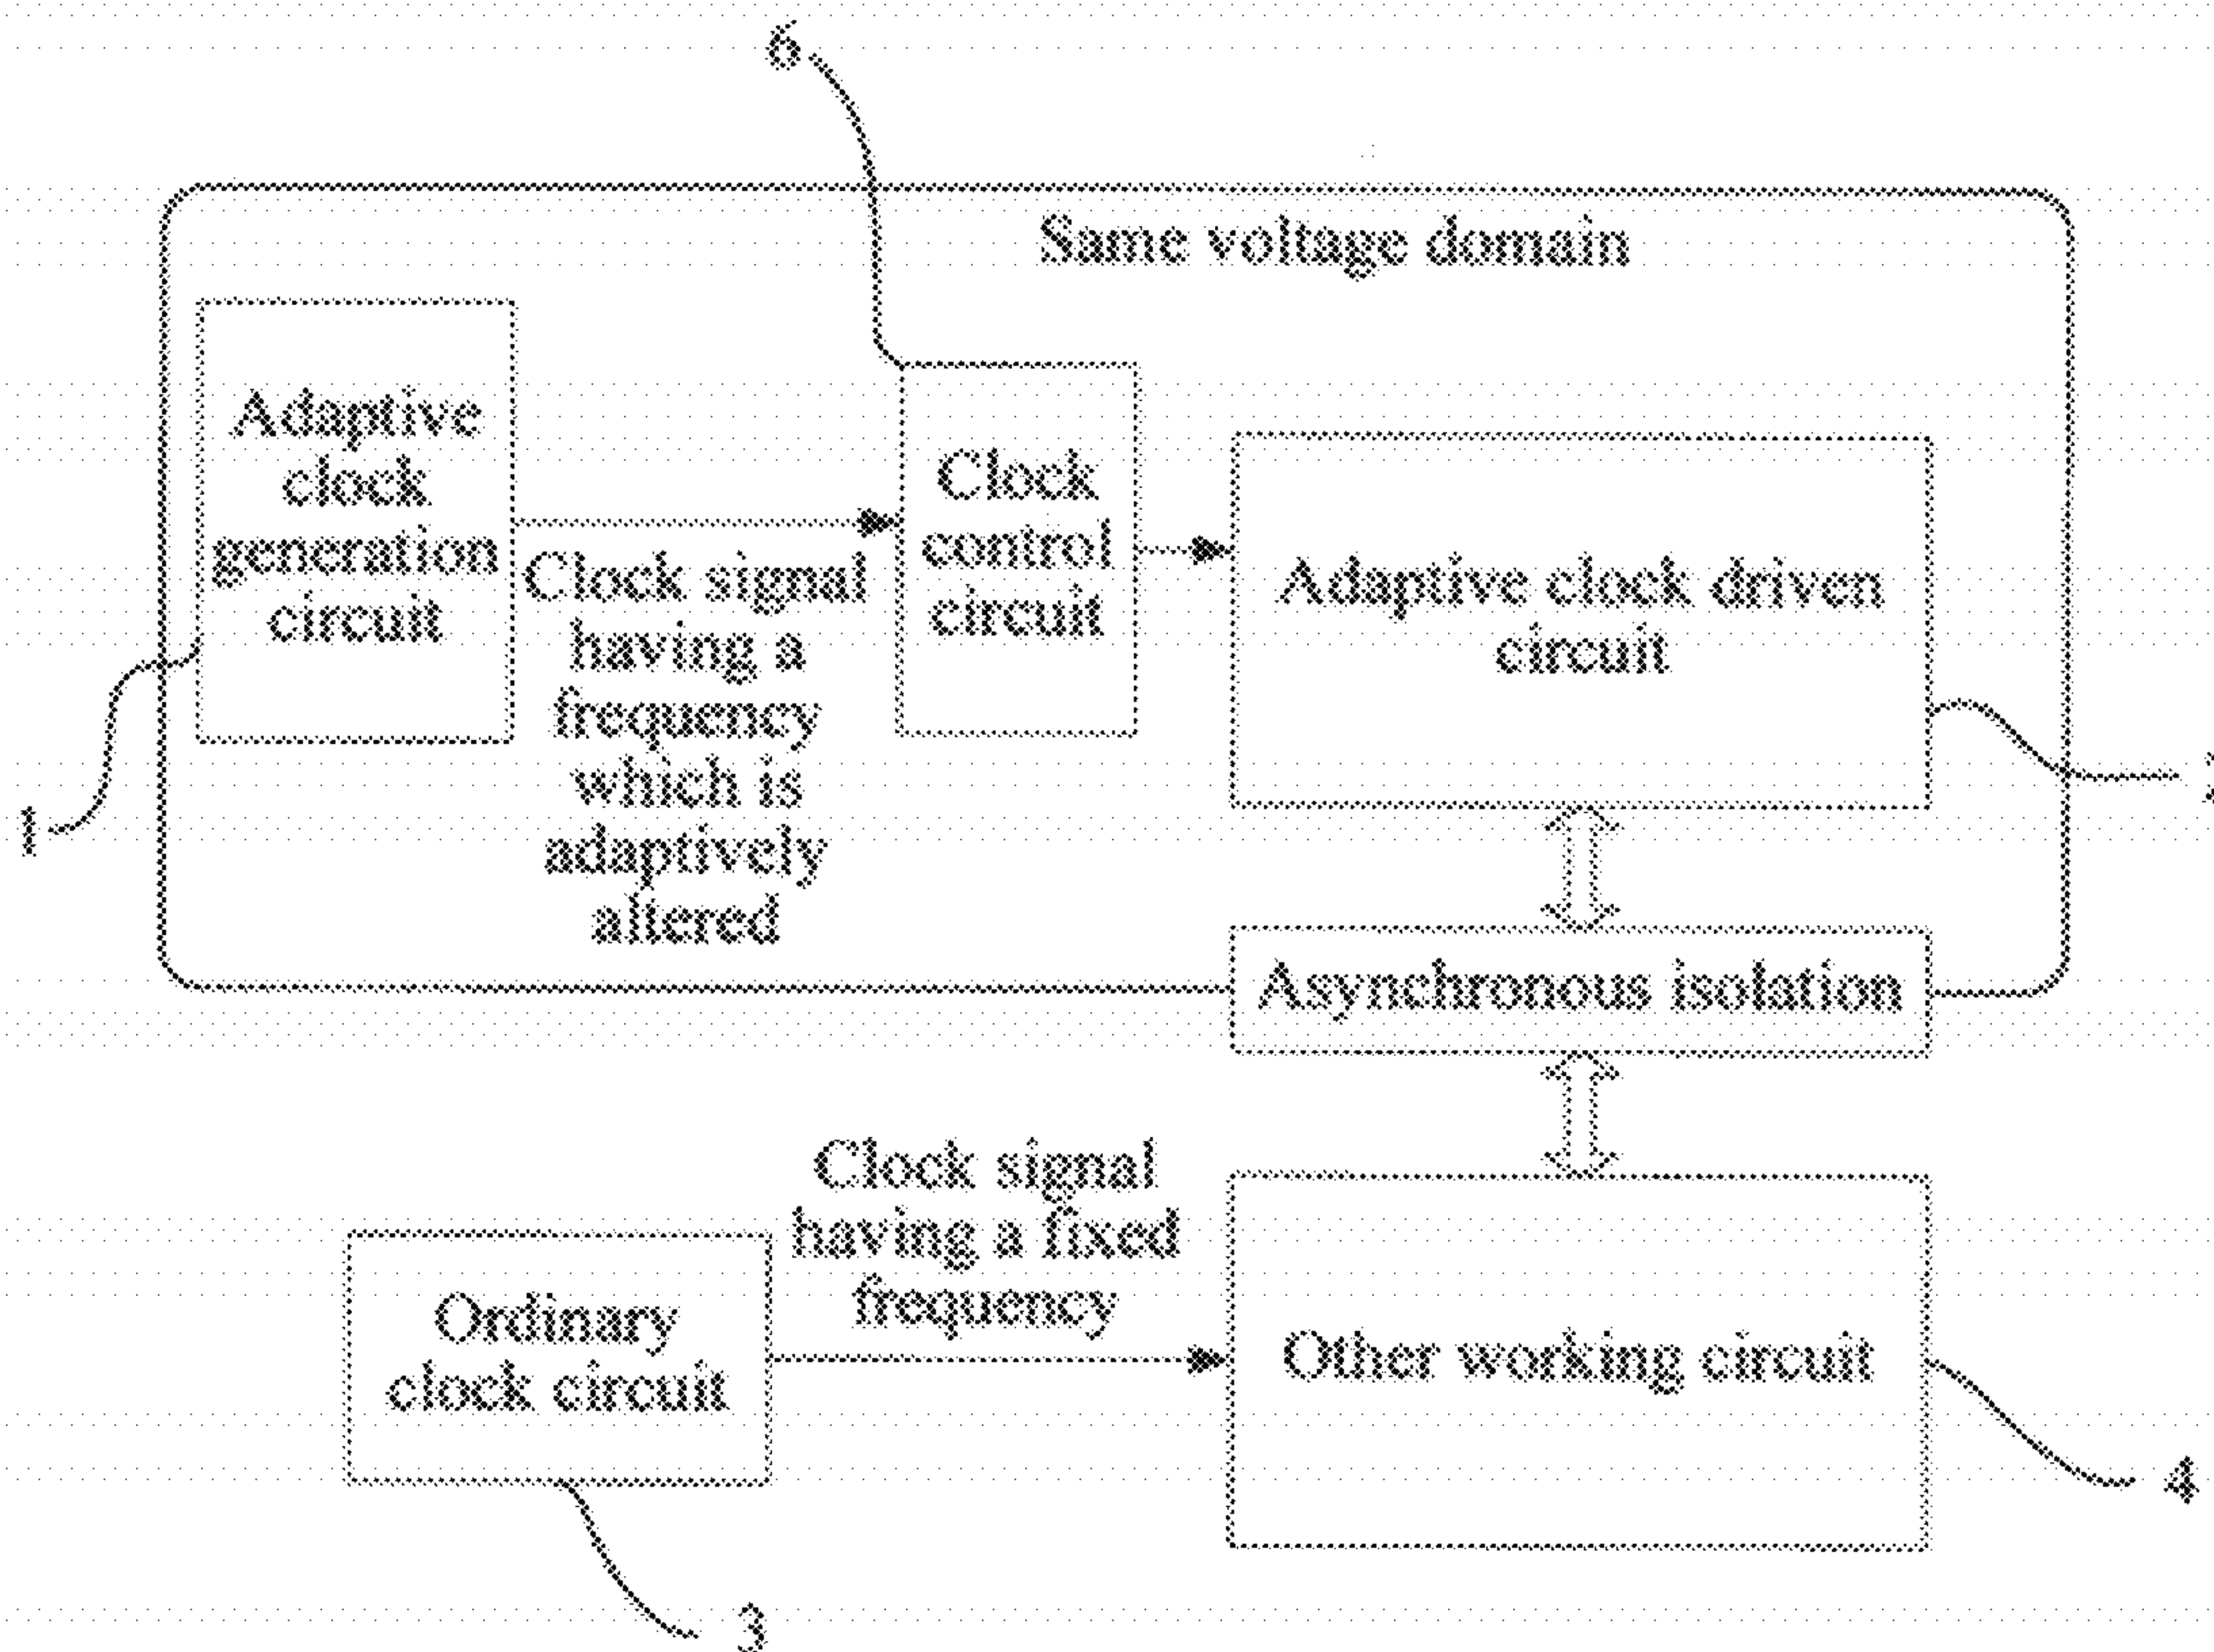 6
Same voltage domain
Adaptive
clock
generation
circuit
Clock signal
having a
frequency
which is
adaptively
altered
Clock
control
circuit
Adaptive clock driven
circuit
1
Asynchronous isolation
Clock signal
having a fixed
frequency
Ordinary
clock circuit
Other working circuit
4
3